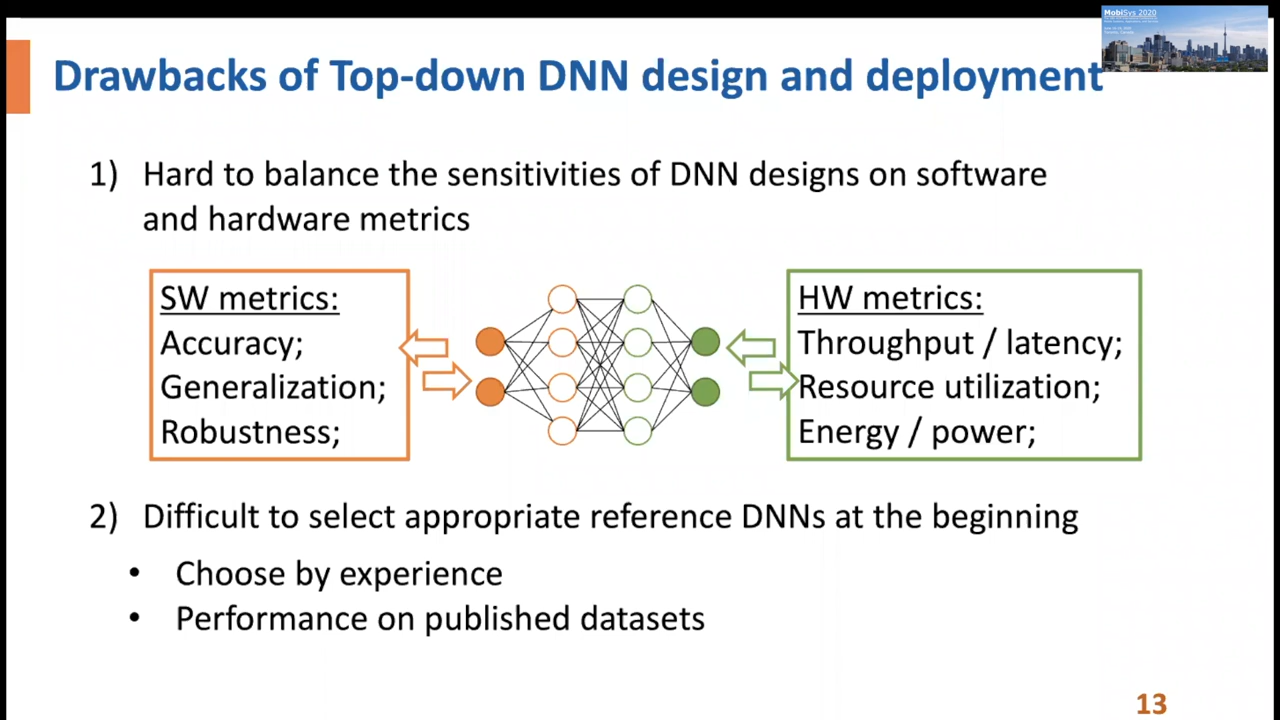 MobiSys 2020
Drawbacks of Top-down DNN design and deployment
1) Hard to balance the sensitivities of DNN designs on software
and hardware metrics
SW metrics:
Accuracy;
Generalization;
Robustness;
HW metrics:
Throughput / latency;
Resource utilization;
Energy / power;
2) Difficult to select appropriate reference DNNs at the beginning
• Choose by experience
• Performance on published datasets
13